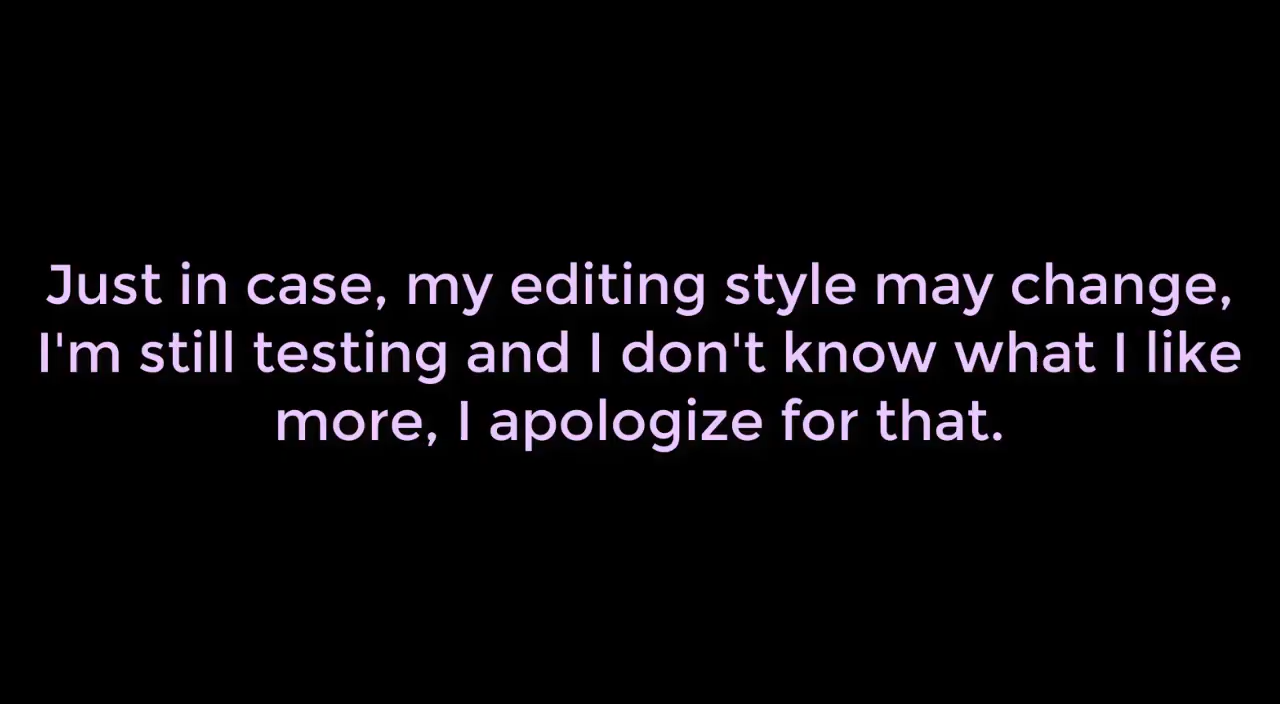 Just in case, my editing style may change,
I'm still testing and I don't know what I like
more, I apologize for that.